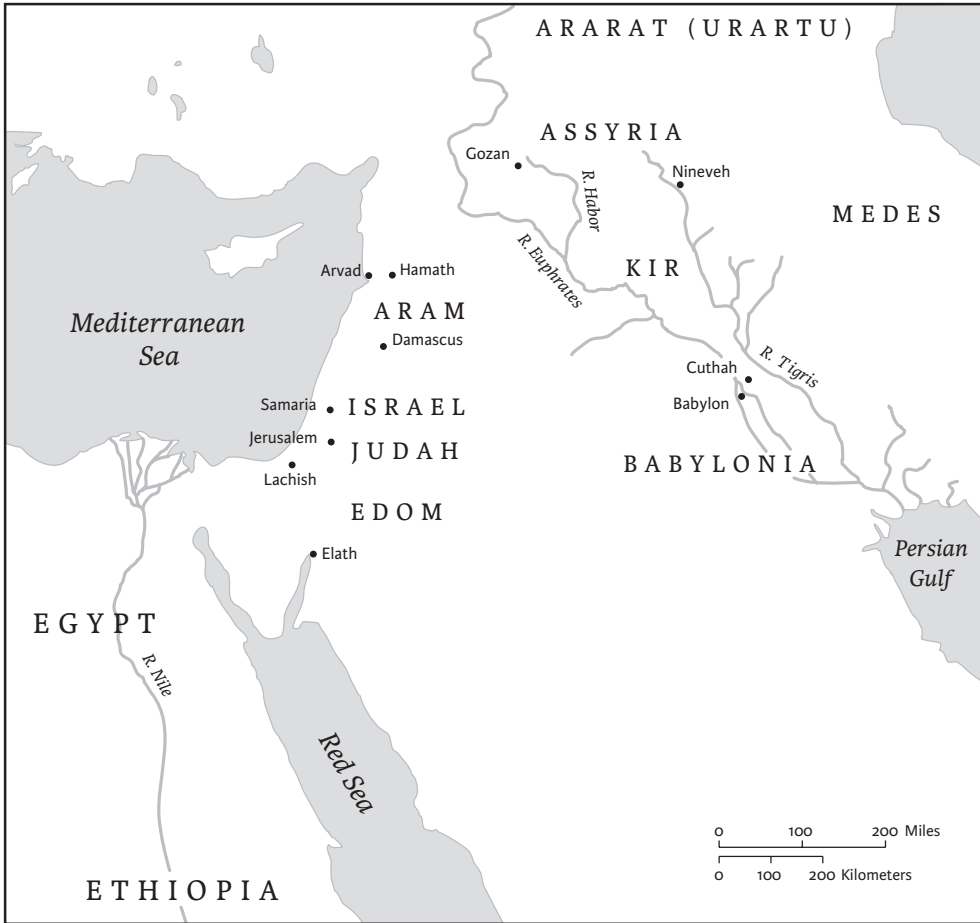 ARARAT (URARTU)
ASSYRIA
Gozan
Nineveh
R. Habor
MEDES
R. Euphrates
KIR
Arvad
Hamath
ARAM
Mediterranean
Sea
Damascus
Cuthah
R. Tigris
Babylon
Samaria
ISRAEL
Jerusalem
JUDAH
Lachish
BABYLONIA
EDOM
Elath
Persian
Gulf
EGYPT
R. Nile
Red Sea
ETHIOPIA
0 100 200 Miles
0 100 200 Kilometers